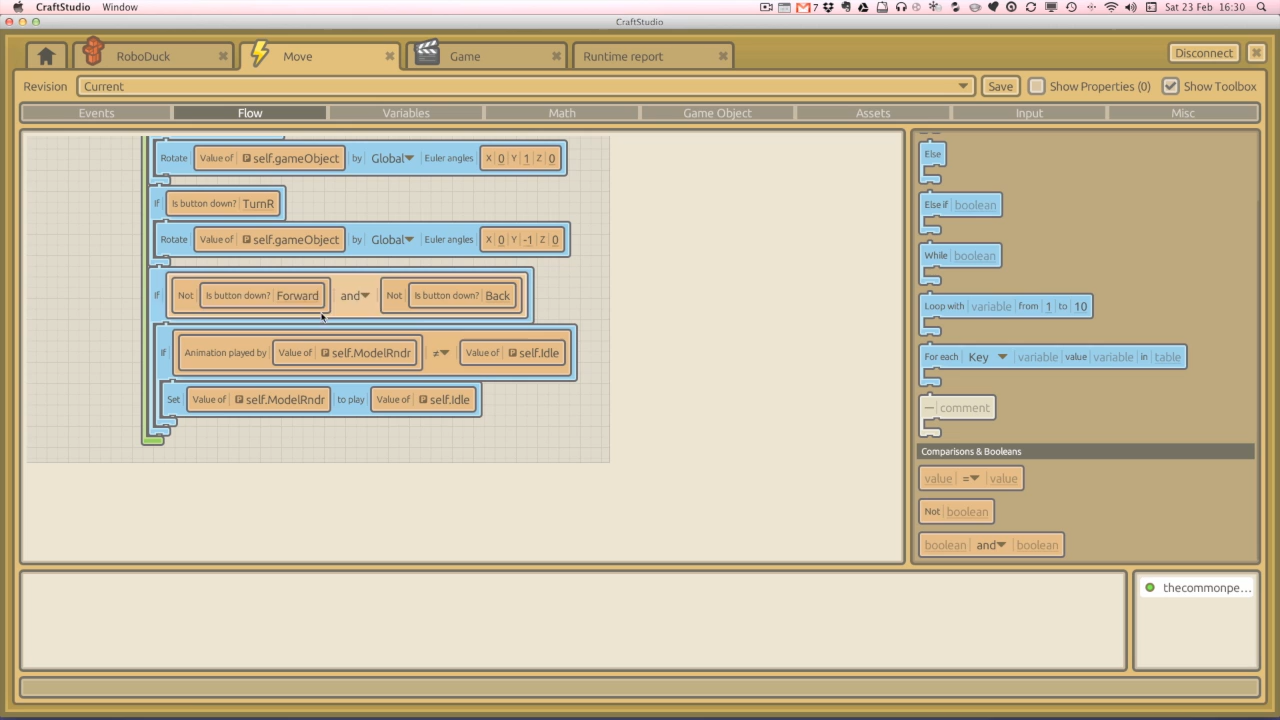 CraftStudio Window 7 Sat 23 Feb 16:30
CraftStudio
RoboDuck Move Game Runtime report Disconnect
Revision Current Save Show Properties (0) Show Toolbox
Events Flow Variables Math Game Object Assets Input Misc
Rotate Value of self.gameObject by Global Euler angles X 0 Y 1 Z 0
If Is button down? TurnR
Rotate Value of self.gameObject by Global Euler angles X 0 Y -1 Z 0
If Not Is button down? Forward and Not Is button down? Back
If Animation played by Value of self.ModelRndr ≠ Value of self.Idle
Set Value of self.ModelRndr to play Value of self.Idle
Else
Else if boolean
While boolean
Loop with variable from 1 to 10
For each Key variable value variable in table
— comment
Comparisons & Booleans
value = value
Not boolean
boolean and boolean
thecommonpe...